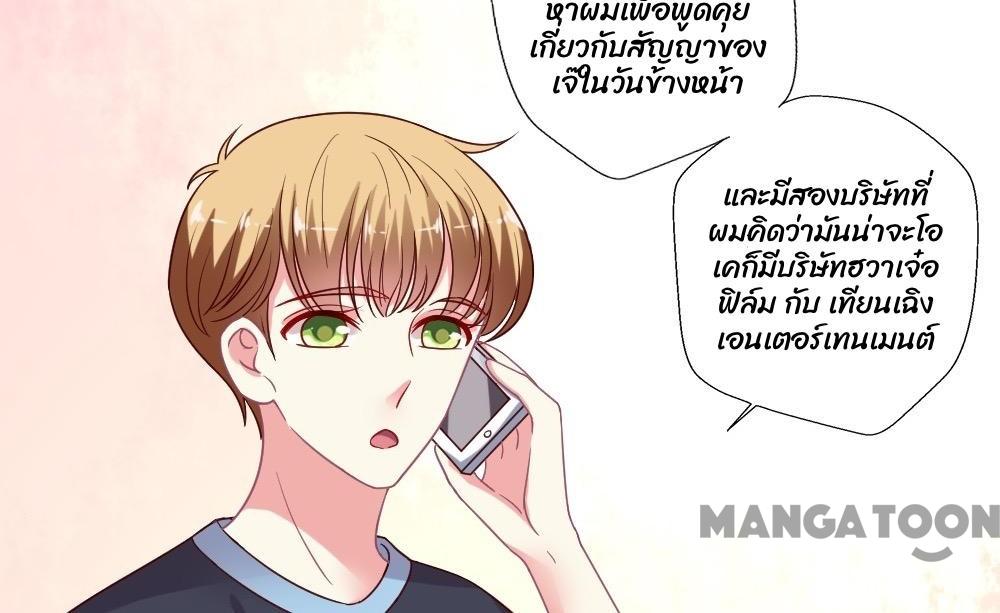 หาผมเพื่อพูดคุย
เกี่ยวกับสัญญาของ
เจ๊ในวันข้างหน้า
และมีสองบริษัทที่
ผมคิดว่ามันน่าจะโอ
เคก็มีบริษัทฮวาเจ๋อ
ฟิล์ม กับ เทียนเฉิง
เอนเตอร์เทนเมนต์
MANGATOON